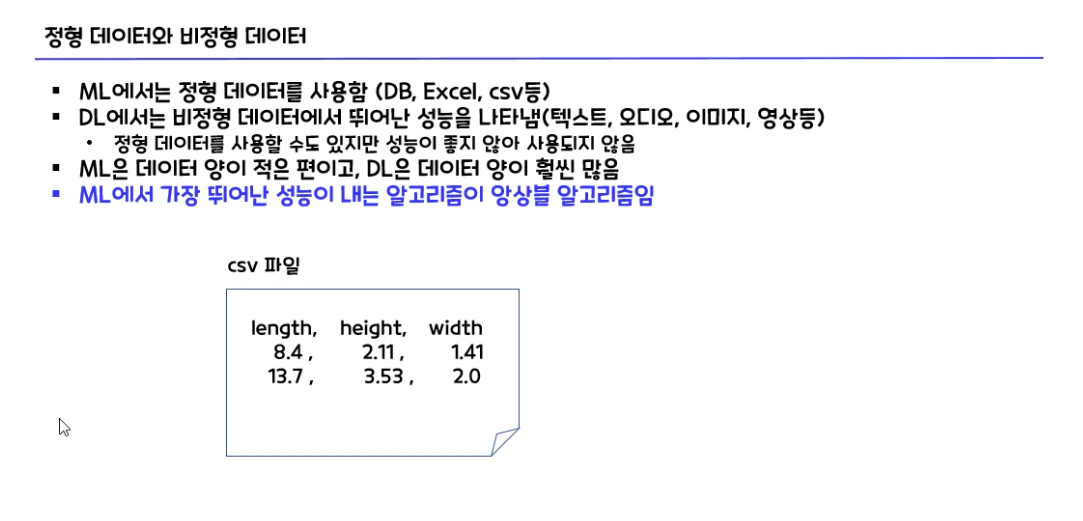 정형 데이터와 비정형 데이터
▪ ML에서는 정형 데이터를 사용함 (DB, Excel, csv등)
▪ DL에서는 비정형 데이터에서 뛰어난 성능을 나타냄(텍스트, 오디오, 이미지, 영상등)
• 정형 데이터를 사용할 수도 있지만 성능이 좋지 않아 사용되지 않음
▪ ML은 데이터 양이 적은 편이고, DL은 데이터 양이 훨씬 많음
▪ ML에서 가장 뛰어난 성능이 내는 알고리즘이 앙상블 알고리즘임
csv 파일
length, height, width
8.4 , 2.11 , 1.41
13.7 , 3.53 , 2.0